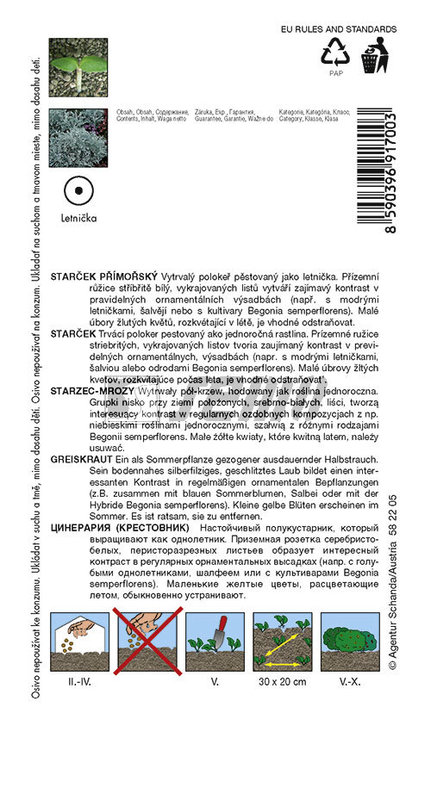 EU RULES AND STANDARDS
PAP
Obsah, Obsah, Содержание,
Contents, Inhalt, Waga netto
Záruka, Exp., Гарантия,
Guarantee, Garantie, Ważne do
Kategorie, Kategória, Класс,
Category, Klasse, Klasa
8590396917003
Letnička
Osivo nepoužívat ke konzumu. Ukládat v suchu a tmě, mimo dosahu dětí. Osivo nepoužívať na konzum. Ukladať na suchom a tmavom mieste, mimo dosahu detí.
STARČEK PŘÍMOŘSKÝ Vytrvalý polokeř pěstovaný jako letnička. Přízemní
růžice stříbřitě bílý, vykrajovaných listů vytváří zajímavý kontrast v
pravidelných ornamentálních výsadbách (např. s modrými
letničkami, šalvějí nebo s kultivary Begonia semperflorens). Malé
úbory žlutých květů, rozkvétající v létě, je vhodné odstraňovat.
STARČEK Trváci poloker pestovaný ako jednoročná rastlina. Prízemné ružice
striebritých, vykrajovaných listov tvoria zaujímaný kontrast v previ-
delných ornamentálnych, výsadbách (napr. s modrými letničkami,
šalviou alebo odrodami Begonia semperflorens). Malé úbory žltých
kvetov, rozkvitajúce počas leta, je vhodné odstraňovať.
STARZEC-MROZY Wytrwały pół-krzew, hodowany jak roślina jednoroczna.
Grupki nisko przy ziemi położonych, srebrno-białych, liści, tworzą
interesujący kontrast w regularnych ozdobnych kompozycjach z np.
niebieskimi roślinami jednorocznymi, szałwią z różnymi rodzajami
Begonii semperflorens. Małe żółte kwiaty, które kwitną latem, należy
usuwać.
GREISKRAUT Ein als Sommerpflanze gezogener ausdauernder Halbstrauch.
Sein bodennahes silberfilziges, geschlitztes Laub bildet einen inter-
essanten Kontrast in regelmäßigen ornamentalen Bepflanzungen
(z.B. zusammen mit blauen Sommerblumen, Salbei oder mit der
Hybride Begonia semperflorens). Kleine gelbe Blüten erscheinen im
Sommer. Es ist ratsam, sie zu entfernen.
ЦИНЕРАРИЯ (КРЕСТОВНИК) Настойчивый полукустарник, который
выращивают как однолетник. Приземная розетка серебристо-
белых, перисторазрезных листьев образует интересный
контраст в регулярных орнаментальных высадках (напр. с голу-
быми однолетниками, шалфеем или с культиварами Begonia
semperflorens). Маленькие желтые цветы, расцветающие
летом, обыкновенно устранивают.
II.-IV.
V.
30 x 20 cm
V.-X.
© Agentur Schanda/Austria 58 22 05